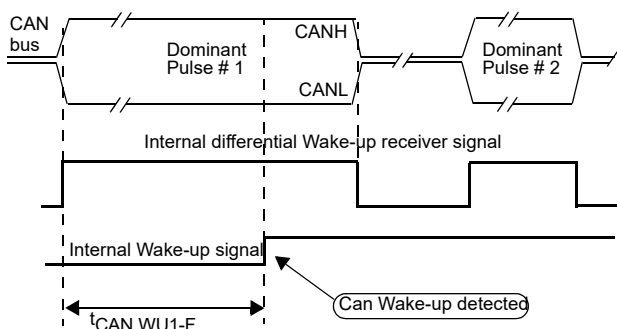 CAN
bus
CANH
Dominant
Pulse # 1
CANL
Dominant
Pulse # 2
Internal differential Wake-up receiver signal
Internal Wake-up signal
Can Wake-up detected
tCAN WU1-F